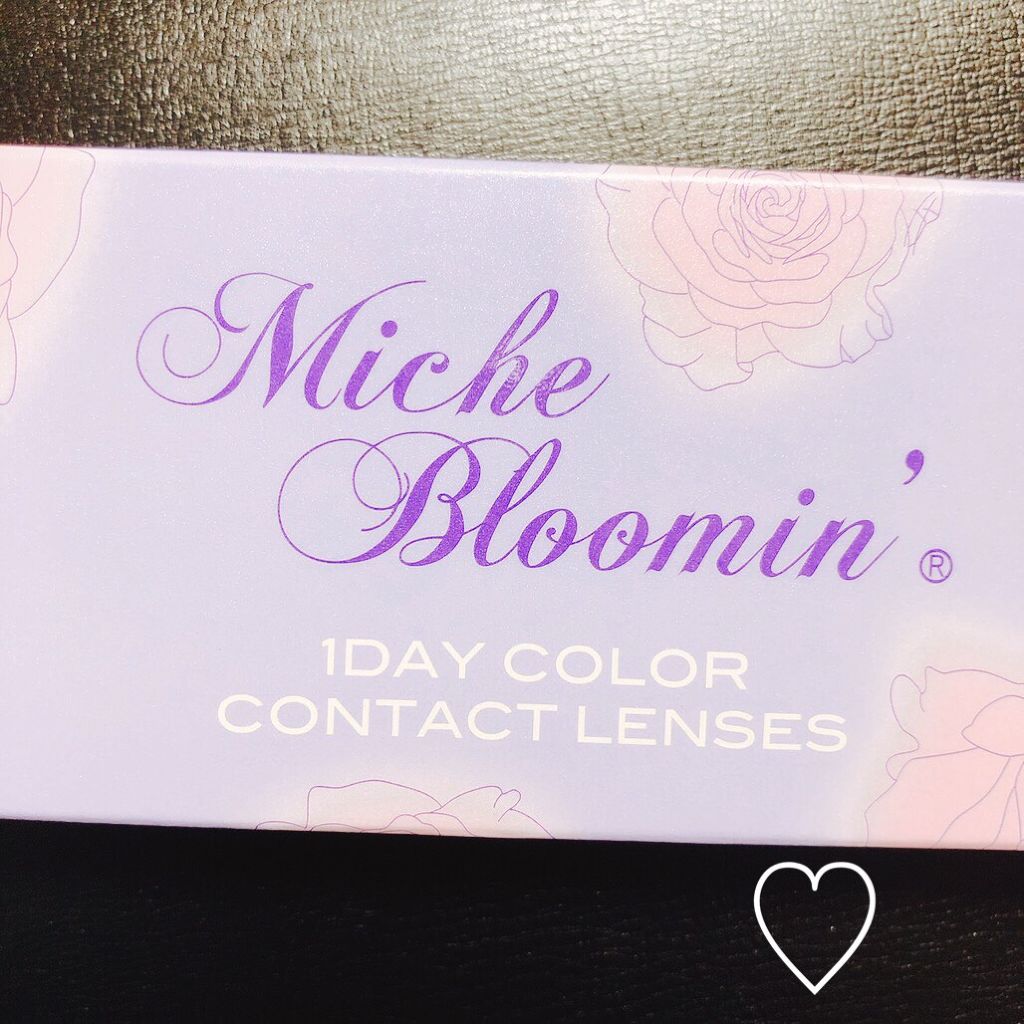 Miche
Bloomin'®
1DAY COLOR
CONTACT LENSES